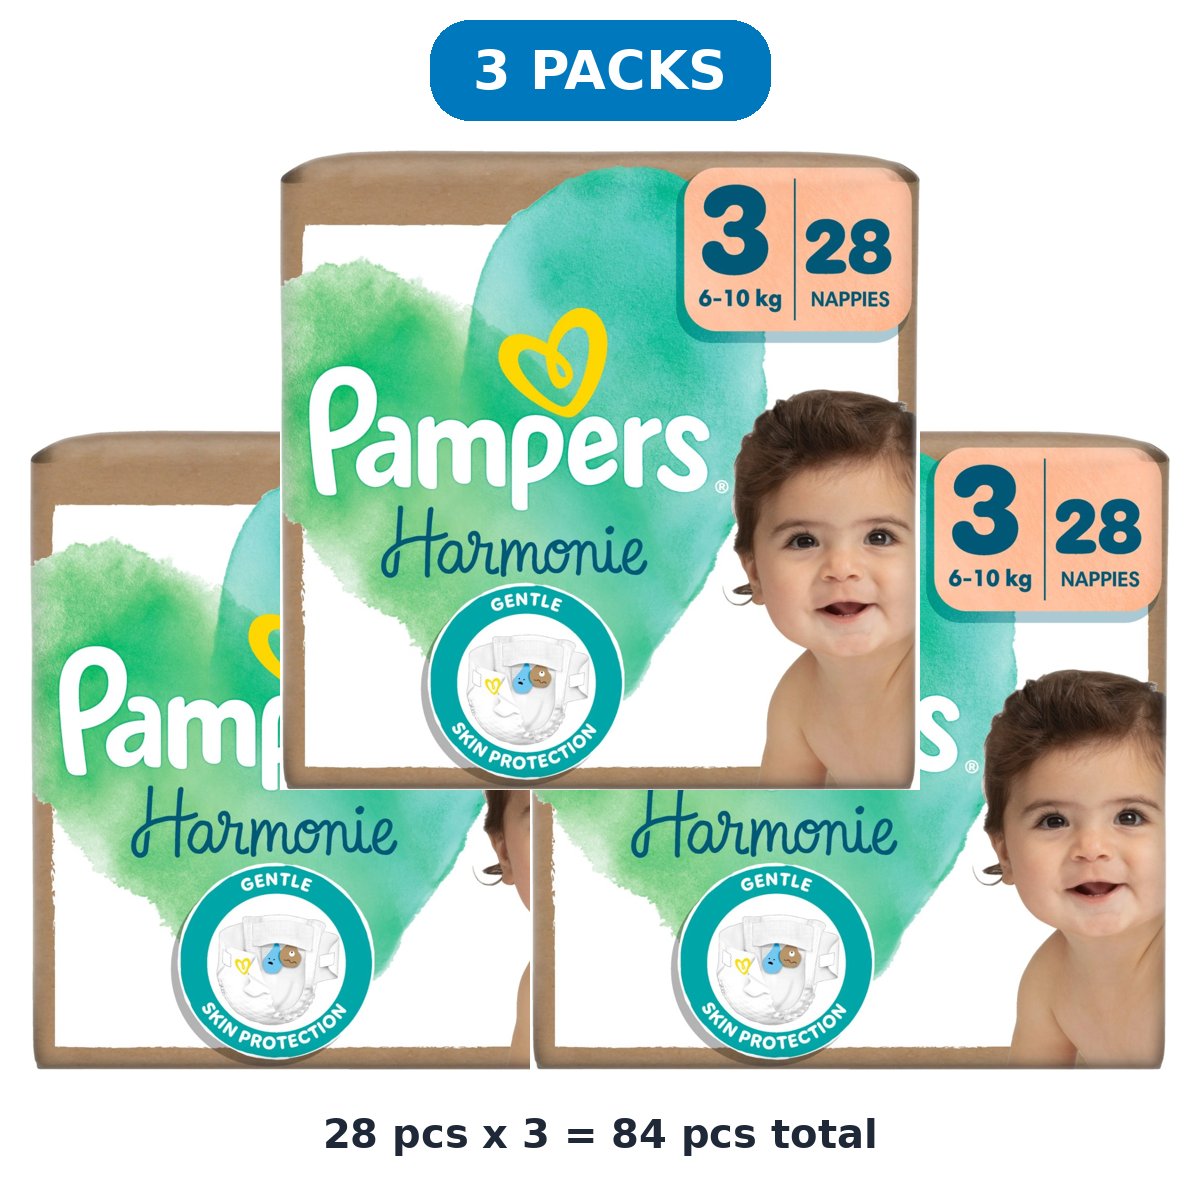 3 PACKS
3
28
6-10 kg
NAPPIES
Pampers®
Harmonie
GENTLE
SKIN PROTECTION
Pamp
Harmonie
GENTLE
SKIN PROTECTION
3
28
6-10 kg
NAPPIES
s®
Harmonie
GENTLE
SKIN PROTECTION
28 pcs x 3 = 84 pcs total